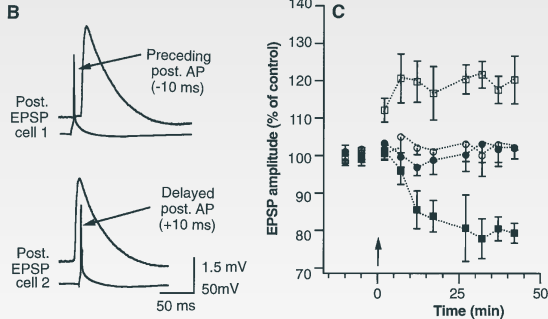 B
Preceding
post. AP
(-10 ms)
Post.
EPSP
cell 1
Delayed
post. AP
(+10 ms)
Post.
EPSP
cell 2
1.5 mV
50mV
50 ms
C
EPSP amplitude (% of control)
140
130
120
110
100
90
80
70
0
25
50
Time (min)